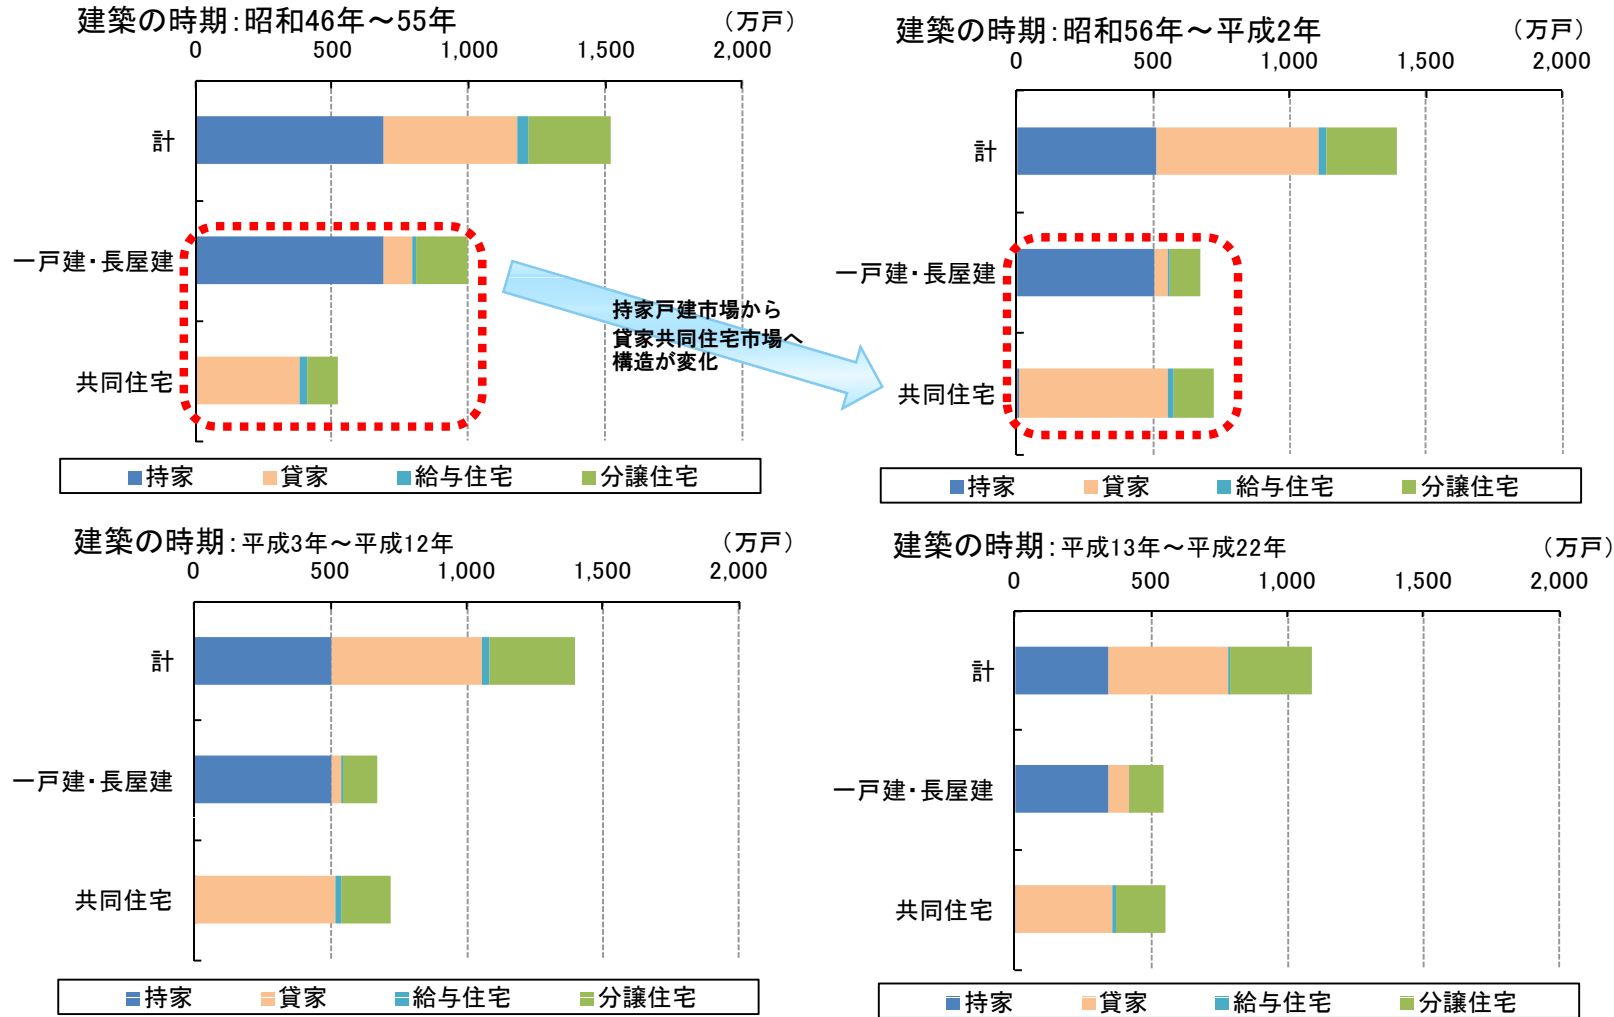 建築の時期：昭和46年～55年
（万戸）
0 500 1,000 1,500 2,000
計
一戸建・長屋建
共同住宅
持家 貸家 給与住宅 分譲住宅
持家戸建市場から
貸家共同住宅市場へ
構造が変化
建築の時期：昭和56年～平成2年
（万戸）
0 500 1,000 1,500 2,000
計
一戸建・長屋建
共同住宅
持家 貸家 給与住宅 分譲住宅
建築の時期：平成3年～平成12年
（万戸）
0 500 1,000 1,500 2,000
計
一戸建・長屋建
共同住宅
持家 貸家 給与住宅 分譲住宅
建築の時期：平成13年～平成22年
（万戸）
0 500 1,000 1,500 2,000
計
一戸建・長屋建
共同住宅
持家 貸家 給与住宅 分譲住宅